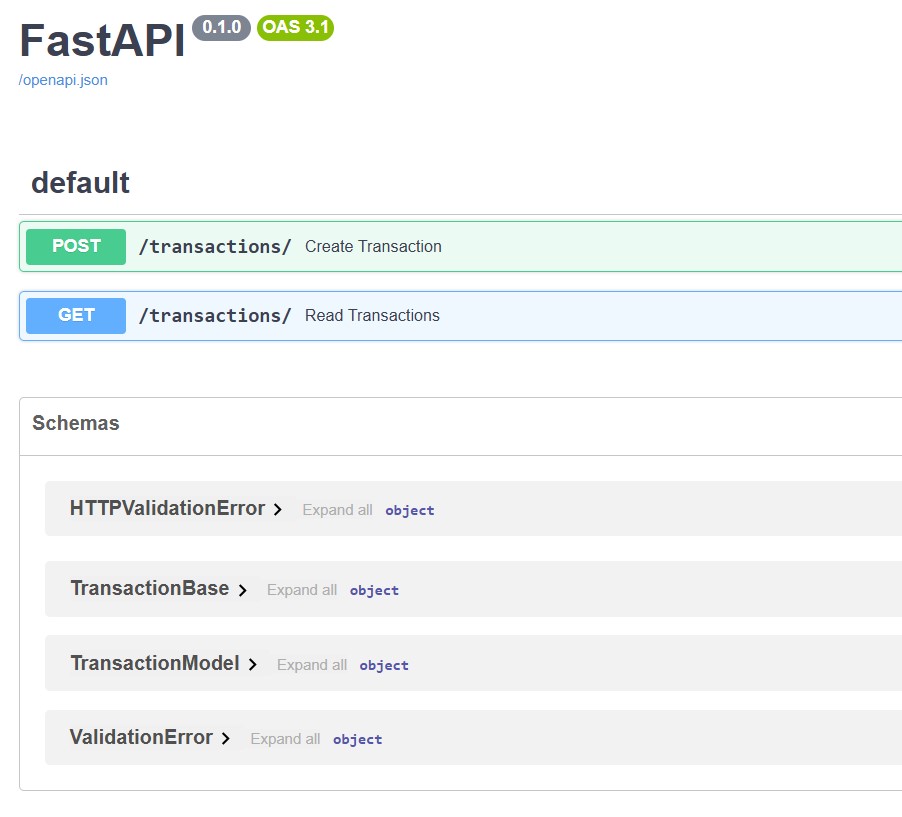 FastAPI 0.1.0 OAS 3.1
/openapi.json
default
POST /transactions/ Create Transaction
GET /transactions/ Read Transactions
Schemas
HTTPValidationError Expand all object
TransactionBase Expand all object
TransactionModel Expand all object
ValidationError Expand all object